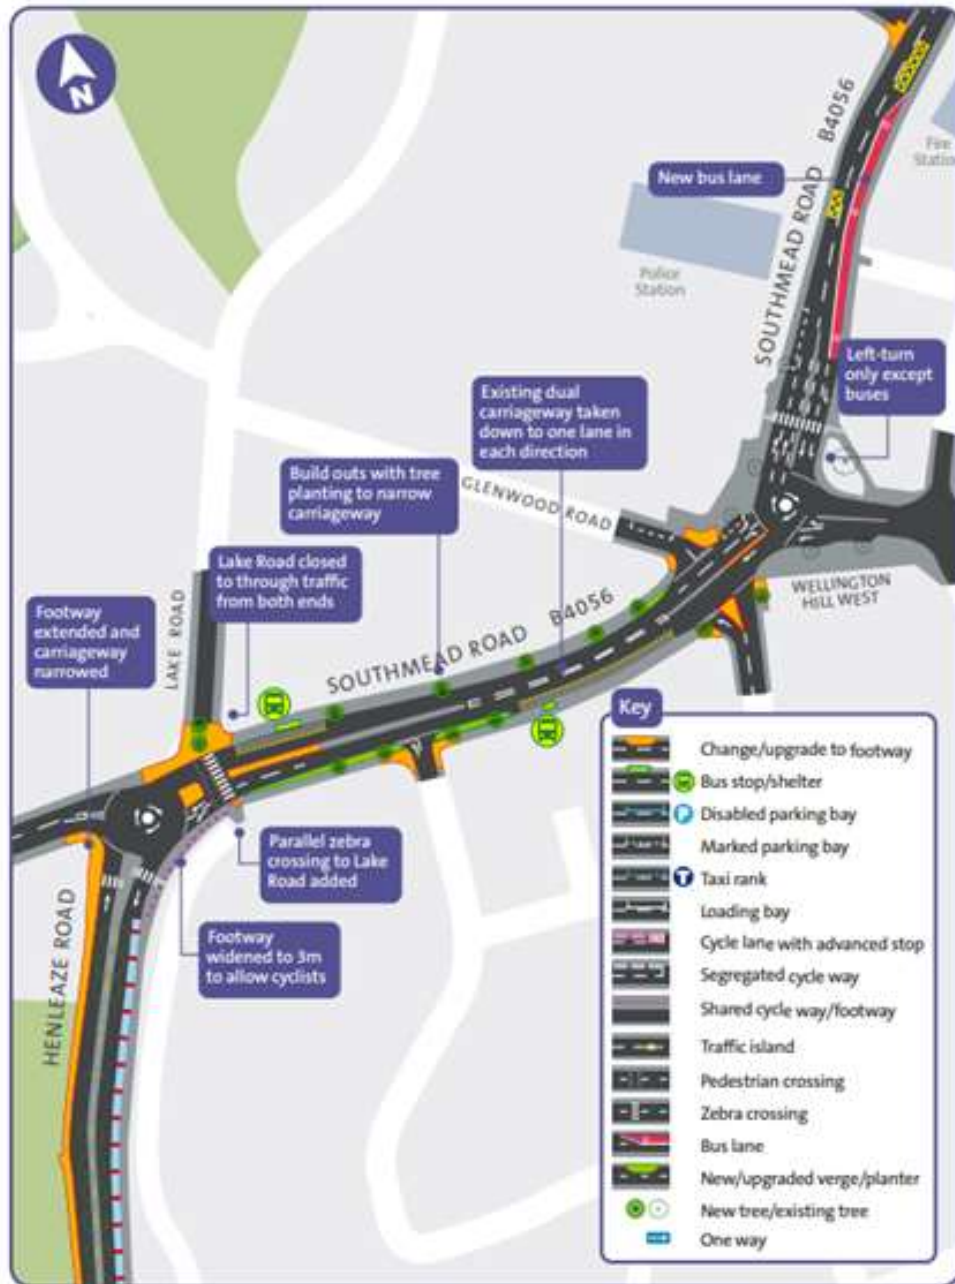 N
SOUTHMEAD ROAD B4056
Fire
Station
New bus lane
Police
Station
Left-turn
only except
buses
Existing dual
carriageway taken
down to one lane in
each direction
Build outs with tree
planting to narrow
carriageway
GLENWOOD ROAD
Lake Road closed
to through traffic
from both ends
WELLINGTON
HILL WEST
Footway
extended and
carriageway
narrowed
LAKE ROAD
SOUTHMEAD ROAD B4056
Parallel zebra
crossing to Lake
Road added
Footway
widened to 3m
to allow cyclists
HENLEAZE ROAD
Key
Change/upgrade to footway
Bus stop/shelter
P Disabled parking bay
Marked parking bay
T Taxi rank
Loading bay
Cycle lane with advanced stop
Segregated cycle way
Shared cycle way/footway
Traffic island
Pedestrian crossing
Zebra crossing
Bus lane
New/upgraded verge/planter
New tree/existing tree
One way